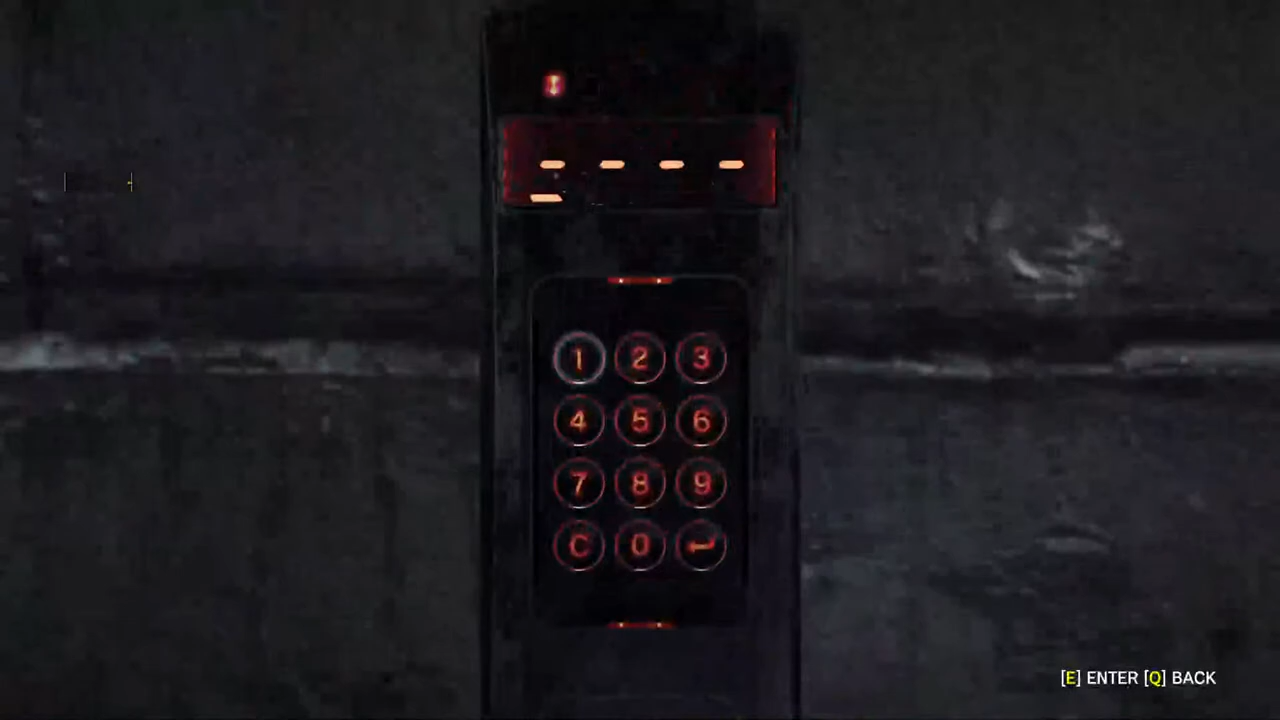 - - - -
1 2 3
4 5 6
7 8 9
C 0 ↵
[E] ENTER [Q] BACK